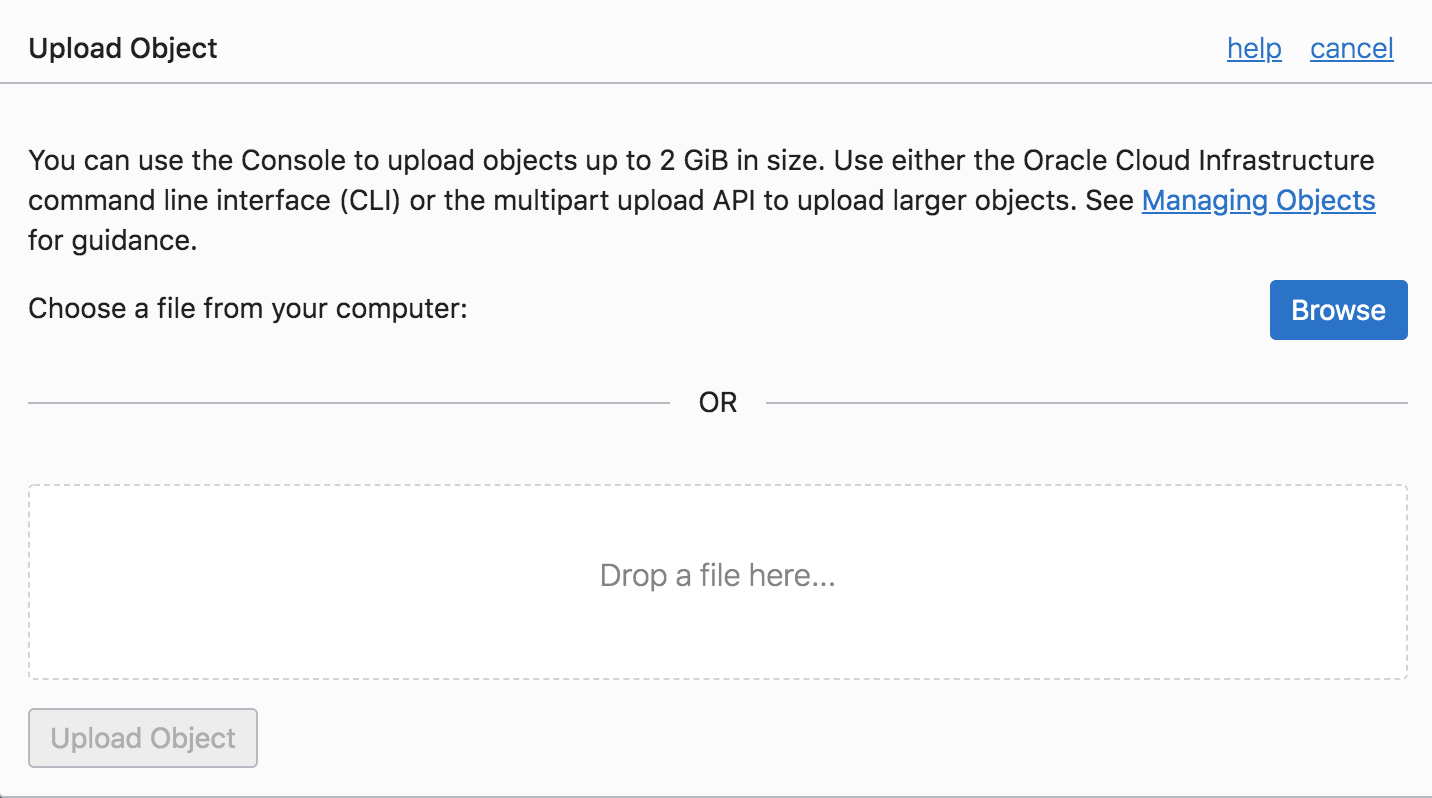 Upload Object
help cancel
You can use the Console to upload objects up to 2 GiB in size. Use either the Oracle Cloud Infrastructure
command line interface (CLI) or the multipart upload API to upload larger objects. See Managing Objects
for guidance.
Choose a file from your computer:
Browse
OR
Drop a file here...
Upload Object